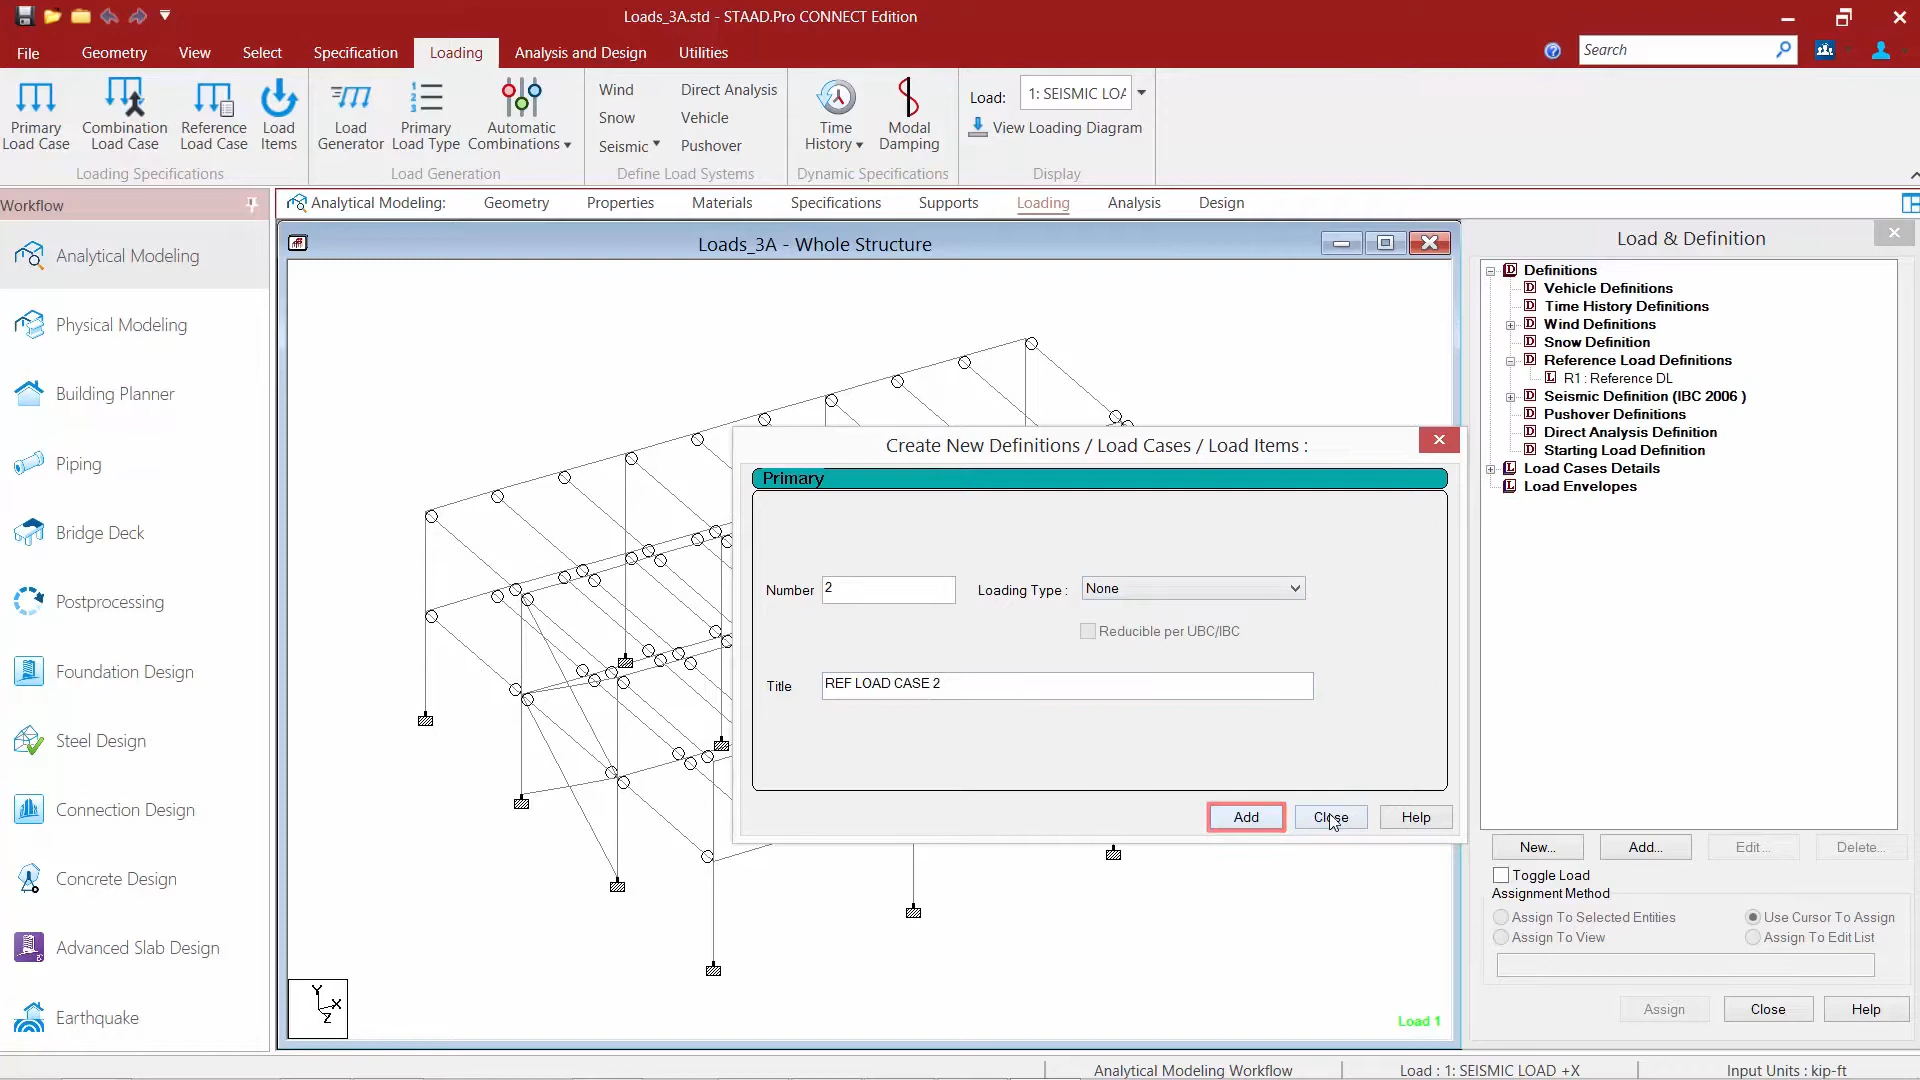 Loads_3A.std - STAAD.Pro CONNECT Edition
File Geometry View Select Specification Loading Analysis and Design Utilities
Search
Primary Load Case
Combination Load Case
Reference Load Case
Load Items
Loading Specifications
Load Generator
Primary Load Type
Automatic Combinations
Load Generation
Wind
Snow
Seismic
Direct Analysis
Vehicle
Pushover
Define Load Systems
Time History
Modal Damping
Dynamic Specifications
Load: 1: SEISMIC LOA
View Loading Diagram
Display
Workflow
Analytical Modeling
Physical Modeling
Building Planner
Piping
Bridge Deck
Postprocessing
Foundation Design
Steel Design
Connection Design
Concrete Design
Advanced Slab Design
Earthquake
Analytical Modeling: Geometry Properties Materials Specifications Supports Loading Analysis Design
Loads_3A - Whole Structure
Y
X
Z
Load 1
Create New Definitions / Load Cases / Load Items :
Primary
Number 2 Loading Type : None
Reducible per UBC/IBC
Title REF LOAD CASE 2
Add Close Help
Load & Definition
Definitions
Vehicle Definitions
Time History Definitions
Wind Definitions
Snow Definition
Reference Load Definitions
R1 : Reference DL
Seismic Definition (IBC 2006 )
Pushover Definitions
Direct Analysis Definition
Starting Load Definition
Load Cases Details
Load Envelopes
New... Add... Edit... Delete...
Toggle Load
Assignment Method
Assign To Selected Entities Use Cursor To Assign
Assign To View Assign To Edit List
Assign Close Help
Analytical Modeling Workflow Load : 1: SEISMIC LOAD +X Input Units : kip-ft